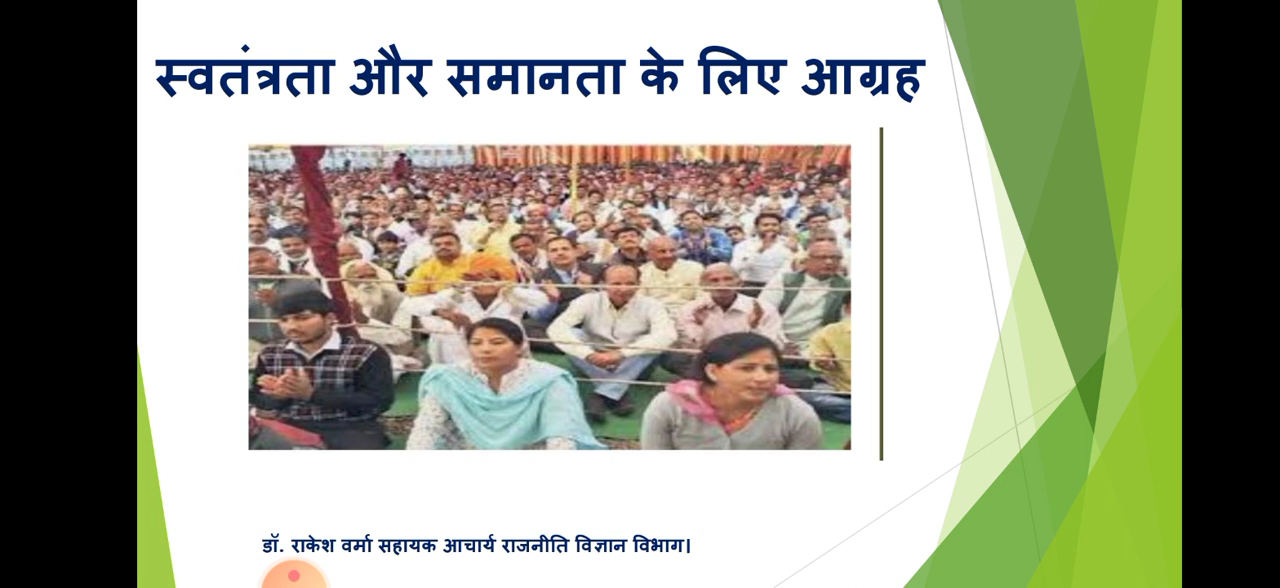 स्वतंत्रता और समानता के लिए आग्रह
डॉ. राकेश वर्मा सहायक आचार्य राजनीति विज्ञान विभाग।